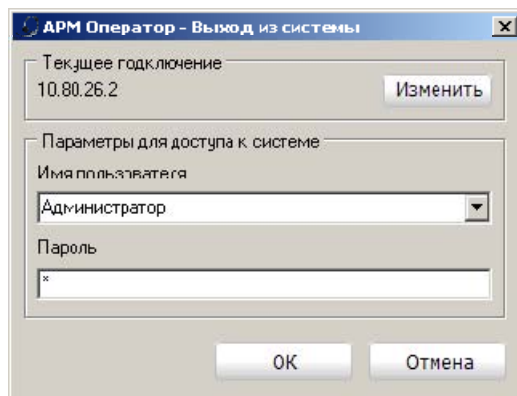 АРМ Оператор - Выход из системы
Текущее подключение
10.80.26.2
Изменить
Параметры для доступа к системе
Имя пользователя
Администратор
Пароль
*
ОК
Отмена